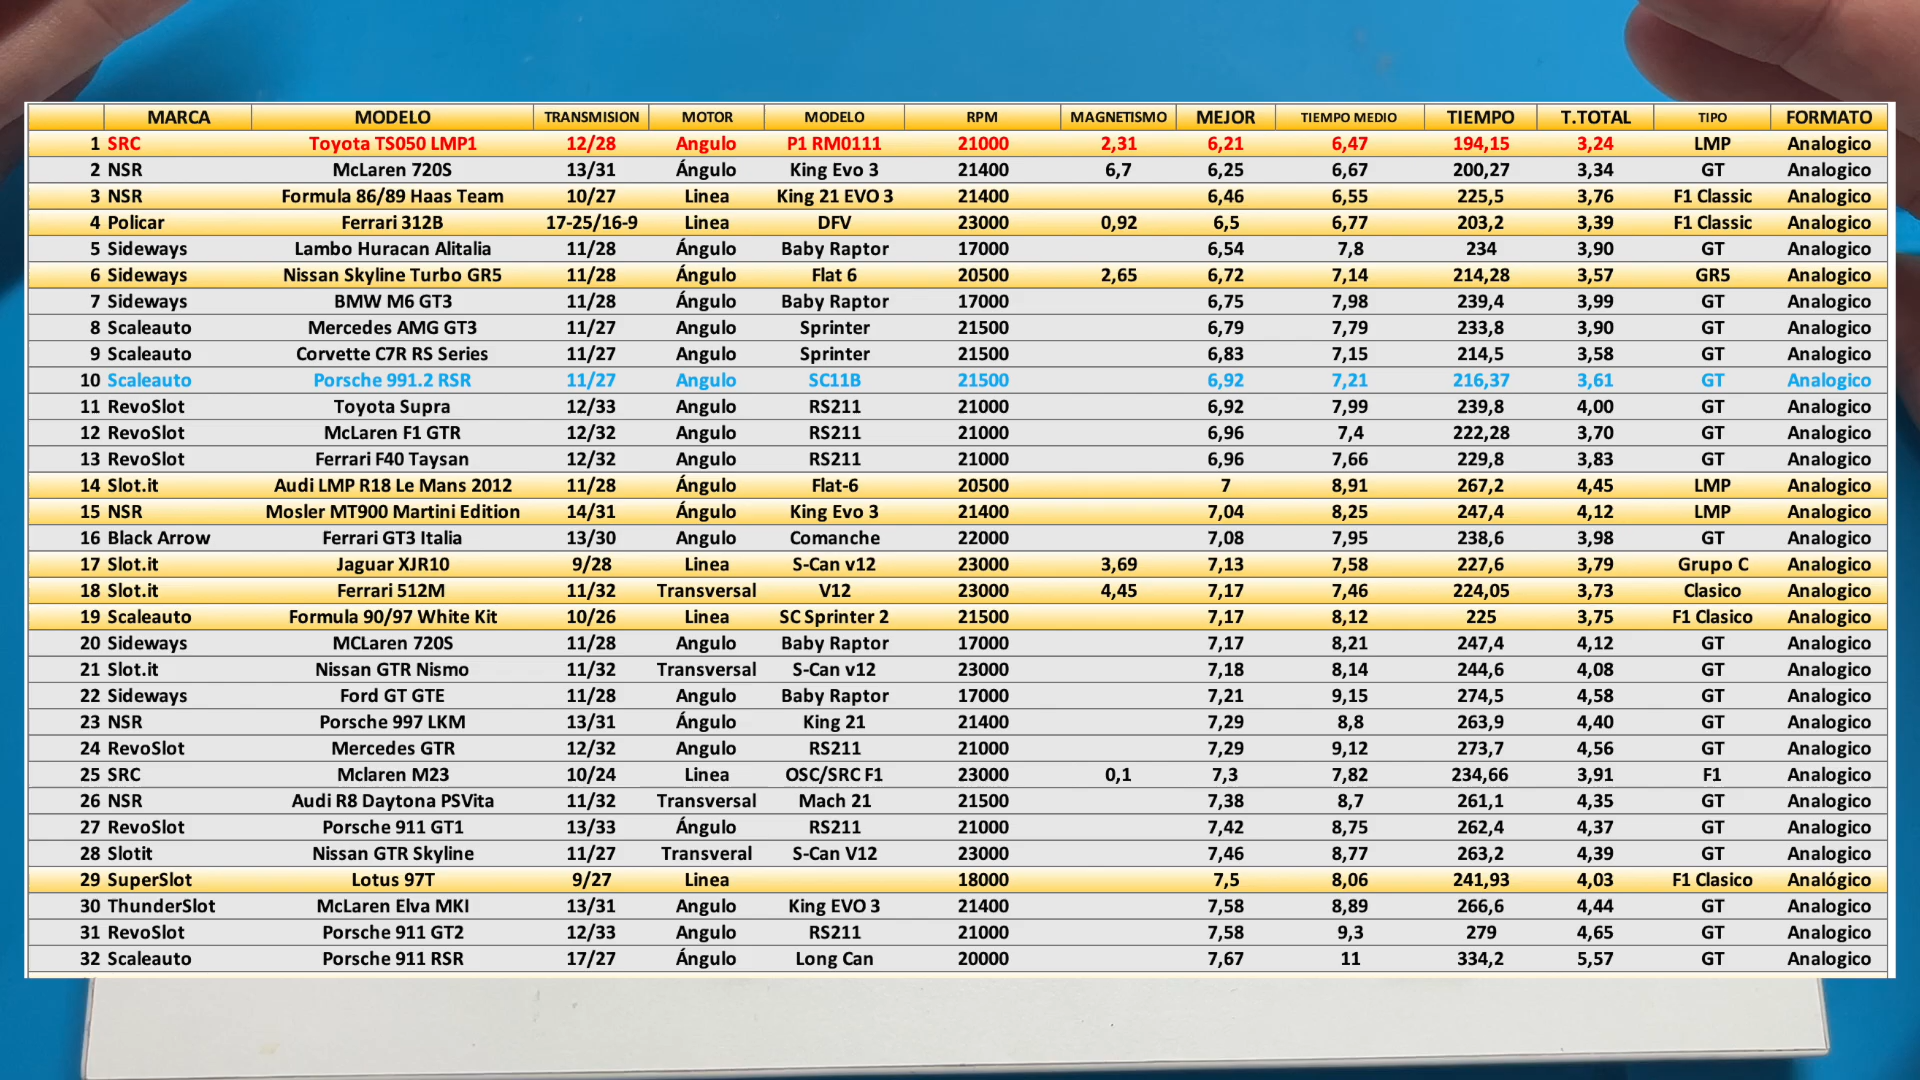 MARCA MODELO TRANSMISION MOTOR MODELO RPM MAGNETISMO MEJOR TIEMPO MEDIO TIEMPO T.TOTAL TIPO FORMATO
1 SRC Toyota TS050 LMP1 12/28 Angulo P1 RM0111 21000 2,31 6,21 6,47 194,15 3,24 LMP Analogico
2 NSR McLaren 720S 13/31 Ángulo King Evo 3 21400 6,7 6,25 6,67 200,27 3,34 GT Analogico
3 NSR Formula 86/89 Haas Team 10/27 Linea King 21 EVO 3 21400 6,46 6,55 225,5 3,76 F1 Classic Analogico
4 Policar Ferrari 312B 17-25/16-9 Linea DFV 23000 0,92 6,5 6,77 203,2 3,39 F1 Classic Analogico
5 Sideways Lambo Huracan Alitalia 11/28 Ángulo Baby Raptor 17000 6,54 7,8 234 3,90 GT Analogico
6 Sideways Nissan Skyline Turbo GR5 11/28 Ángulo Flat 6 20500 2,65 6,72 7,14 214,28 3,57 GR5 Analogico
7 Sideways BMW M6 GT3 11/28 Ángulo Baby Raptor 17000 6,75 7,98 239,4 3,99 GT Analogico
8 Scaleauto Mercedes AMG GT3 11/27 Angulo Sprinter 21500 6,79 7,79 233,8 3,90 GT Analogico
9 Scaleauto Corvette C7R RS Series 11/27 Angulo Sprinter 21500 6,83 7,15 214,5 3,58 GT Analogico
10 Scaleauto Porsche 991.2 RSR 11/27 Angulo SC11B 21500 6,92 7,21 216,37 3,61 GT Analogico
11 RevoSlot Toyota Supra 12/33 Angulo RS211 21000 6,92 7,99 239,8 4,00 GT Analogico
12 RevoSlot McLaren F1 GTR 12/32 Angulo RS211 21000 6,96 7,4 222,28 3,70 GT Analogico
13 RevoSlot Ferrari F40 Taysan 12/32 Angulo RS211 21000 6,96 7,66 229,8 3,83 GT Analogico
14 Slot.it Audi LMP R18 Le Mans 2012 11/28 Ángulo Flat-6 20500 7 8,91 267,2 4,45 LMP Analogico
15 NSR Mosler MT900 Martini Edition 14/31 Ángulo King Evo 3 21400 7,04 8,25 247,4 4,12 LMP Analogico
16 Black Arrow Ferrari GT3 Italia 13/30 Angulo Comanche 22000 7,08 7,95 238,6 3,98 GT Analogico
17 Slot.it Jaguar XJR10 9/28 Linea S-Can v12 23000 3,69 7,13 7,58 227,6 3,79 Grupo C Analogico
18 Slot.it Ferrari 512M 11/32 Transversal V12 23000 4,45 7,17 7,46 224,05 3,73 Clasico Analogico
19 Scaleauto Formula 90/97 White Kit 10/26 Linea SC Sprinter 2 21500 7,17 8,12 225 3,75 F1 Clasico Analogico
20 Sideways MCLaren 720S 11/28 Angulo Baby Raptor 17000 7,17 8,21 247,4 4,12 GT Analogico
21 Slot.it Nissan GTR Nismo 11/32 Transversal S-Can v12 23000 7,18 8,14 244,6 4,08 GT Analogico
22 Sideways Ford GT GTE 11/28 Angulo Baby Raptor 17000 7,21 9,15 274,5 4,58 GT Analogico
23 NSR Porsche 997 LKM 13/31 Ángulo King 21 21400 7,29 8,8 263,9 4,40 GT Analogico
24 RevoSlot Mercedes GTR 12/32 Angulo RS211 21000 7,29 9,12 273,7 4,56 GT Analogico
25 SRC Mclaren M23 10/24 Linea OSC/SRC F1 23000 0,1 7,3 7,82 234,66 3,91 F1 Analogico
26 NSR Audi R8 Daytona PSVita 11/32 Transversal Mach 21 21500 7,38 8,7 261,1 4,35 GT Analogico
27 RevoSlot Porsche 911 GT1 13/33 Ángulo RS211 21000 7,42 8,75 262,4 4,37 GT Analogico
28 Slotit Nissan GTR Skyline 11/27 Transveral S-Can V12 23000 7,46 8,77 263,2 4,39 GT Analogico
29 SuperSlot Lotus 97T 9/27 Linea 18000 7,5 8,06 241,93 4,03 F1 Clasico Analógico
30 ThunderSlot McLaren Elva MKI 13/31 Angulo King EVO 3 21400 7,58 8,89 266,6 4,44 GT Analogico
31 RevoSlot Porsche 911 GT2 12/33 Angulo RS211 21000 7,58 9,3 279 4,65 GT Analogico
32 Scaleauto Porsche 911 RSR 17/27 Ángulo Long Can 20000 7,67 11 334,2 5,57 GT Analogico